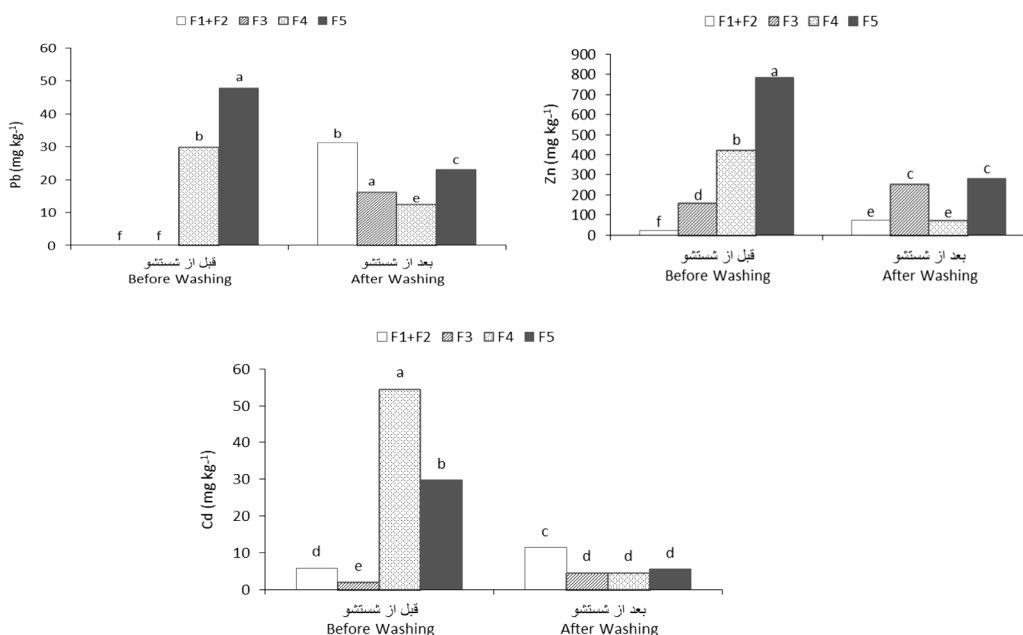 F1+F2 F3 F4 F5
Pb (mg kg-1)
60
50
40
30
20
10
0
f f b a b a e c
قبل از شستشو بعد از شستشو
Before Washing After Washing
F1+F2 F3 F4 F5
Zn (mg kg-1)
900
800
700
600
500
400
300
200
100
0
f d b a e c e c
قبل از شستشو بعد از شستشو
Before Washing After Washing
F1+F2 F3 F4 F5
Cd (mg kg-1)
60
50
40
30
20
10
0
d e a b c d d d
قبل از شستشو بعد از شستشو
Before Washing After Washing